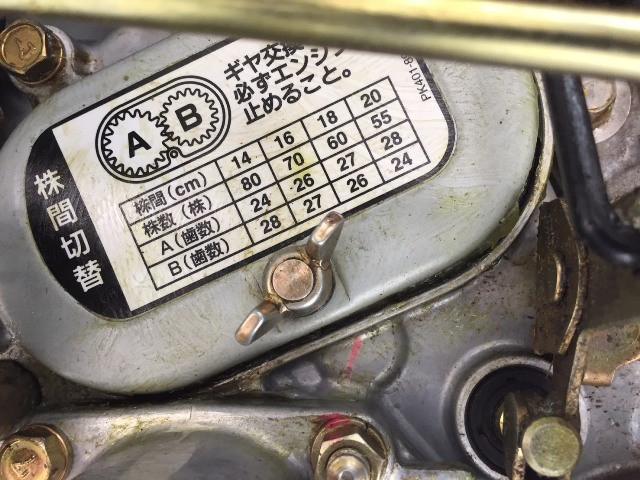 ギヤ交換
必ずエンジン
止めること。
A B
株間切替
株間(cm) 14 16 18 20
株数(株) 80 70 60 55
A(歯数) 24 26 27 28
B(歯数) 28 27 26 24